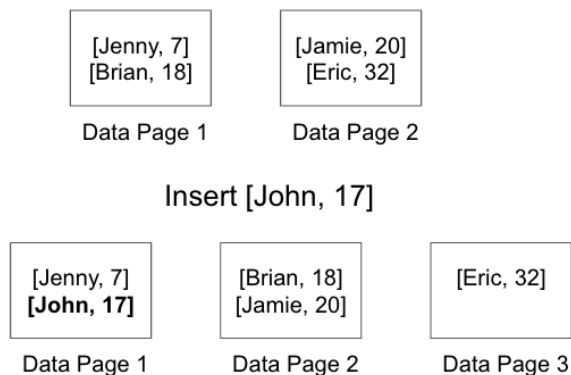 [Jenny, 7]
[Brian, 18]
[Jamie, 20]
[Eric, 32]
Data Page 1
Data Page 2
Insert [John, 17]
[Jenny, 7]
[John, 17]
[Brian, 18]
[Jamie, 20]
[Eric, 32]
Data Page 1
Data Page 2
Data Page 3